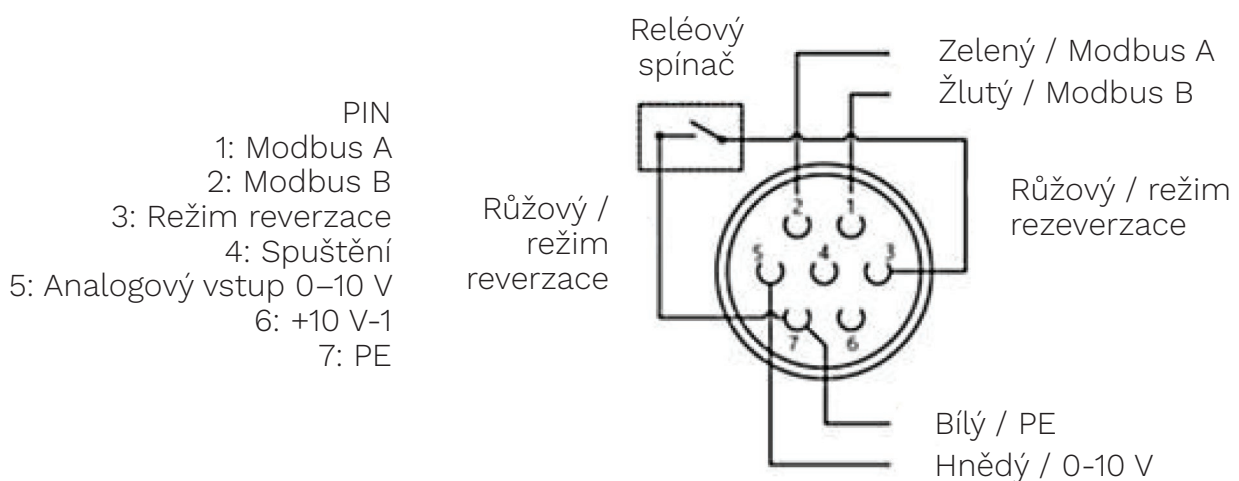 PIN
1: Modbus A
2: Modbus B
3: Režim reverzace
4: Spuštění
5: Analogový vstup 0–10 V
6: +10 V-1
7: PE
Růžový /
režim
reverzace
Reléový
spínač
Zelený / Modbus A
Žlutý / Modbus B
2
1
5
4
3
7
6
Růžový / režim
rezeverzace
Bílý / PE
Hnědý / 0-10 V